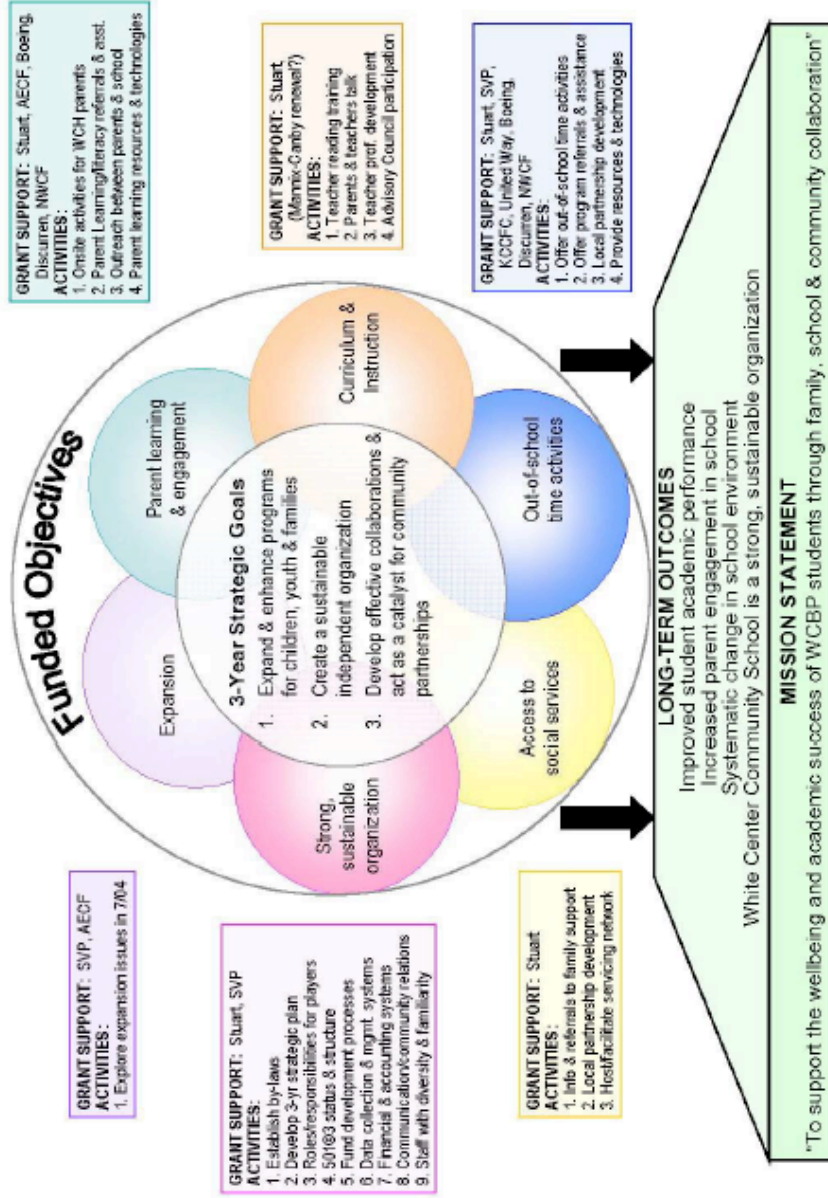 Funded Objectives
GRANT SUPPORT: SVP, AECF
ACTIVITIES:
1. Explore expansion issues in 7/04
GRANT SUPPORT: Stuart, SVP
ACTIVITIES:
1. Establish by-laws
2. Develop 3-yr strategic plan
3. Roles/responsibilities for players
4. 501®3 status & structure
5. Fund development processes
6. Data collection & mgmt. systems
7. Financial & accounting systems
8. Communication/community relations
9. Staff with diversity & familiarity
GRANT SUPPORT: Stuart
ACTIVITIES:
1. Info & referrals to family support
2. Local partnership development
3. Host/facilitate servicing network
Expansion
Parent learning
& engagement
Strong,
sustainable
organization
3-Year Strategic Goals
1. Expand & enhance programs
for children, youth & families
2. Create a sustainable
independent organization
3. Develop effective collaborations &
act as a catalyst for community
partnerships
Curriculum &
Instruction
Access to
social services
Out-of-school
time activities
GRANT SUPPORT: Stuart, AECF, Boeing,
Discurren, NWCF
ACTIVITIES:
1. Onsite activities for WCH parents
2. Parent Learning/literacy referrals & asst.
3. Outreach between parents & school
4. Parent learning resources & technologies
GRANT SUPPORT: Stuart,
(Mannix-Canby renewal?)
ACTIVITIES:
1. Teacher reading training
2. Parents & teachers talk
3. Teacher prof. development
4. Advisory Council participation
GRANT SUPPORT: Stuart, SVP,
KCCFC, United Way, Boeing,
Discurren, NWCF
ACTIVITIES:
1. Offer out-of-school time activities
2. Offer program referrals & assistance
3. Local partnership development
4. Provide resources & technologies
LONG-TERM OUTCOMES
Improved student academic performance
Increased parent engagement in school
Systematic change in school environment
White Center Community School is a strong, sustainable organization
MISSION STATEMENT
"To support the wellbeing and academic success of WCBP students through family, school & community collaboration"